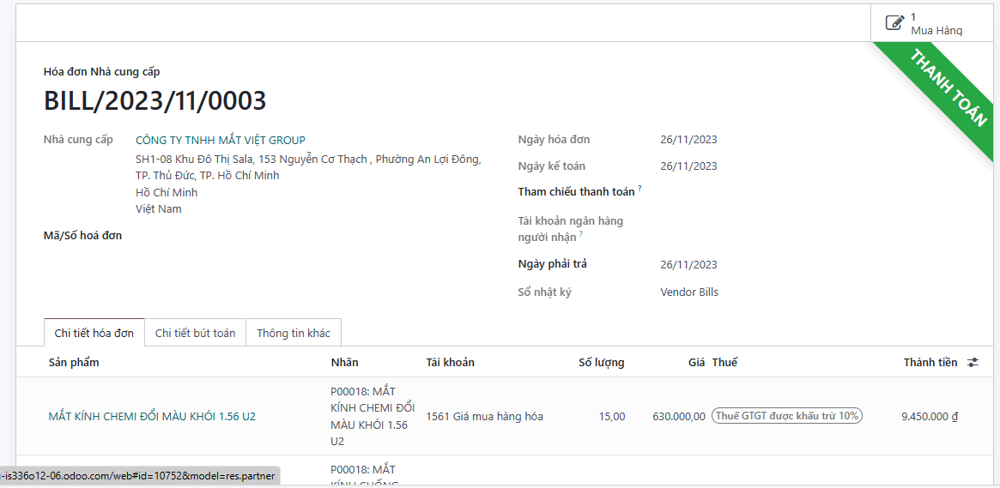 1
Mua Hàng
THANH TOÁN
Hóa đơn Nhà cung cấp
BILL/2023/11/0003
Nhà cung cấp
CÔNG TY TNHH MẮT VIỆT GROUP
SH1-08 Khu Đô Thị Sala, 153 Nguyễn Cơ Thạch , Phường An Lợi Đông,
TP. Thủ Đức, TP. Hồ Chí Minh
Hồ Chí Minh
Việt Nam
Mã/Số hoá đơn
Ngày hóa đơn 26/11/2023
Ngày kế toán 26/11/2023
Tham chiếu thanh toán ?
Tài khoản ngân hàng
người nhận ?
Ngày phải trả 26/11/2023
Sổ nhật ký Vendor Bills
Chi tiết hóa đơn Chi tiết bút toán Thông tin khác
Sản phẩm Nhãn Tài khoản Số lượng Giá Thuế Thành tiền
MẮT KÍNH CHEMI ĐỔI MÀU KHÓI 1.56 U2
P00018: MẮT
KÍNH CHEMI ĐỔI
MÀU KHÓI 1.56
U2
1561 Giá mua hàng hóa 15,00 630.000,00 Thuế GTGT được khấu trừ 10% 9.450.000 ₫
P00018: MẮT
KÍNH CHỐNG
-is336o12-06.odoo.com/web#id=10752&model=res.partner